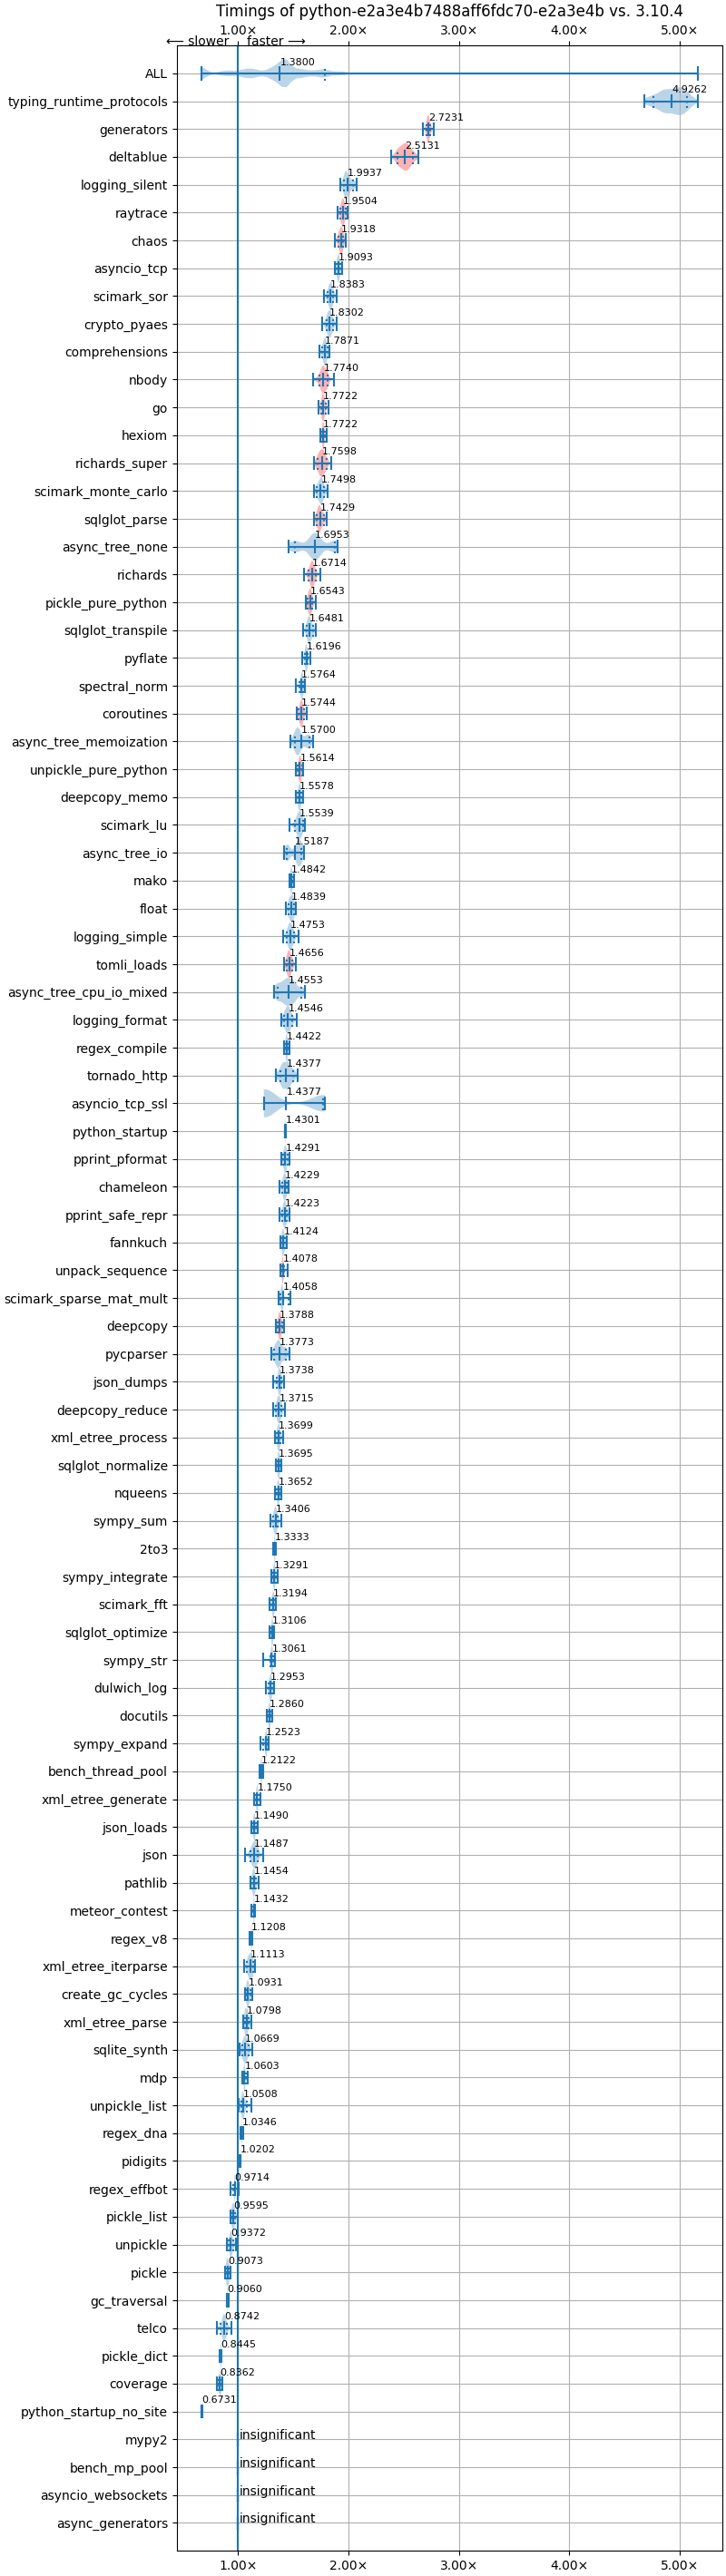 Timings of python-e2a3e4b7488aff6fdc70-e2a3e4b vs. 3.10.4
1.00× 2.00× 3.00× 4.00× 5.00×
⟵ slower faster ⟶
ALL 1.3800
typing_runtime_protocols 4.9262
generators 2.7231
deltablue 2.5131
logging_silent 1.9937
raytrace 1.9504
chaos 1.9318
asyncio_tcp 1.9093
scimark_sor 1.8383
crypto_pyaes 1.8302
comprehensions 1.7871
nbody 1.7740
go 1.7722
hexiom 1.7722
richards_super 1.7598
scimark_monte_carlo 1.7498
sqlglot_parse 1.7429
async_tree_none 1.6953
richards 1.6714
pickle_pure_python 1.6543
sqlglot_transpile 1.6481
pyflate 1.6196
spectral_norm 1.5764
coroutines 1.5744
async_tree_memoization 1.5700
unpickle_pure_python 1.5614
deepcopy_memo 1.5578
scimark_lu 1.5539
async_tree_io 1.5187
mako 1.4842
float 1.4839
logging_simple 1.4753
tomli_loads 1.4656
async_tree_cpu_io_mixed 1.4553
logging_format 1.4546
regex_compile 1.4422
tornado_http 1.4377
asyncio_tcp_ssl 1.4377
python_startup 1.4301
pprint_pformat 1.4291
chameleon 1.4229
pprint_safe_repr 1.4223
fannkuch 1.4124
unpack_sequence 1.4078
scimark_sparse_mat_mult 1.4058
deepcopy 1.3788
pycparser 1.3773
json_dumps 1.3738
deepcopy_reduce 1.3715
xml_etree_process 1.3699
sqlglot_normalize 1.3695
nqueens 1.3652
sympy_sum 1.3406
2to3 1.3333
sympy_integrate 1.3291
scimark_fft 1.3194
sqlglot_optimize 1.3106
sympy_str 1.3061
dulwich_log 1.2953
docutils 1.2860
sympy_expand 1.2523
bench_thread_pool 1.2122
xml_etree_generate 1.1750
json_loads 1.1490
json 1.1487
pathlib 1.1454
meteor_contest 1.1432
regex_v8 1.1208
xml_etree_iterparse 1.1113
create_gc_cycles 1.0931
xml_etree_parse 1.0798
sqlite_synth 1.0669
mdp 1.0603
unpickle_list 1.0508
regex_dna 1.0346
pidigits 1.0202
regex_effbot 0.9714
pickle_list 0.9595
unpickle 0.9372
pickle 0.9073
gc_traversal 0.9060
telco 0.8742
pickle_dict 0.8445
coverage 0.8362
python_startup_no_site 0.6731
mypy2 insignificant
bench_mp_pool insignificant
asyncio_websockets insignificant
async_generators insignificant
1.00× 2.00× 3.00× 4.00× 5.00×